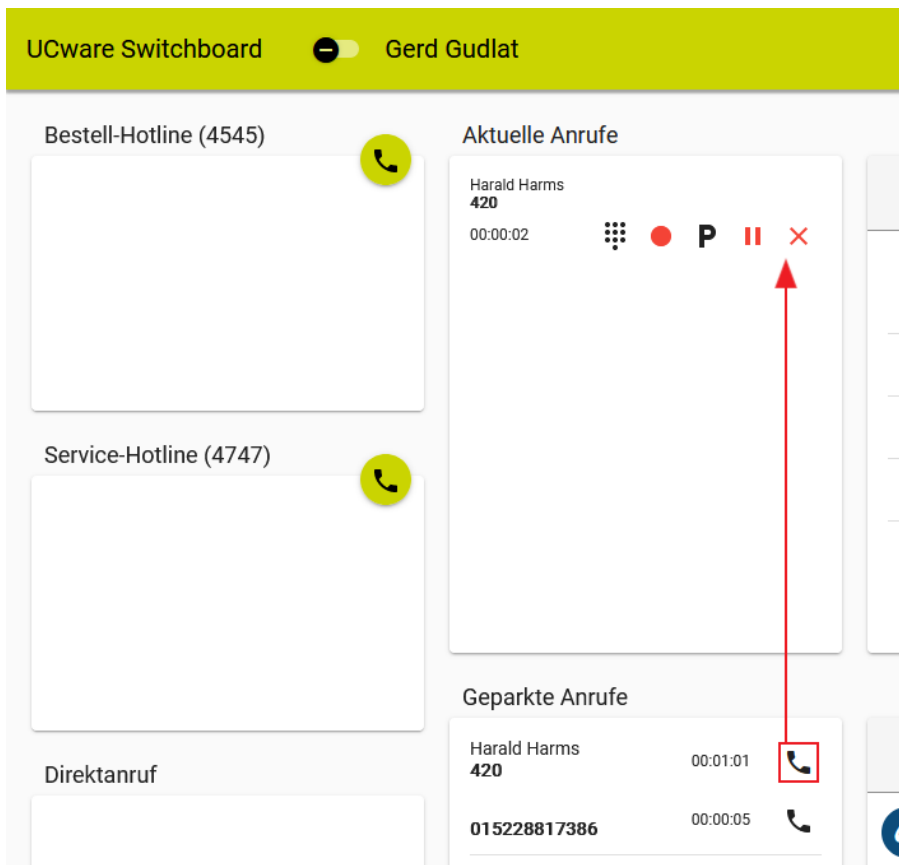 UCware Switchboard
Gerd Gudlat
Bestell-Hotline (4545)
Service-Hotline (4747)
Direktanruf
Aktuelle Anrufe
Harald Harms
420
00:00:02
P
Geparkte Anrufe
Harald Harms
420
00:01:01
015228817386
00:00:05